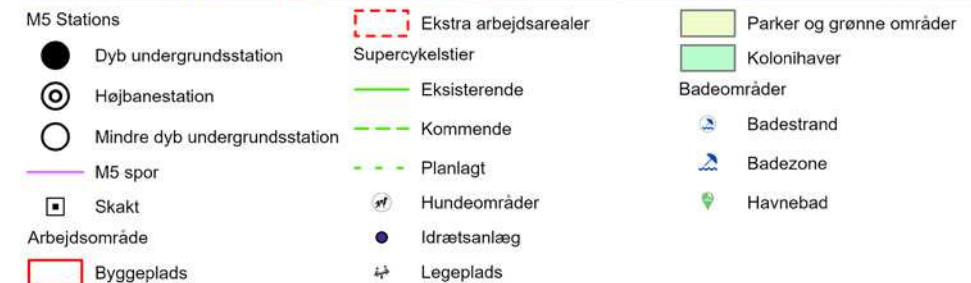 M5 Stations
Dyb undergrundsstation
Højbanestation
Mindre dyb undergrundsstation
M5 spor
Skakt
Arbejdsområde
Byggeplads
Ekstra arbejdsarealer
Supercykelstier
Eksisterende
Kommende
Planlagt
Hundeområder
Idrætsanlæg
Legeplads
Parker og grønne områder
Kolonihaver
Badeområder
Badestrand
Badezone
Havnebad